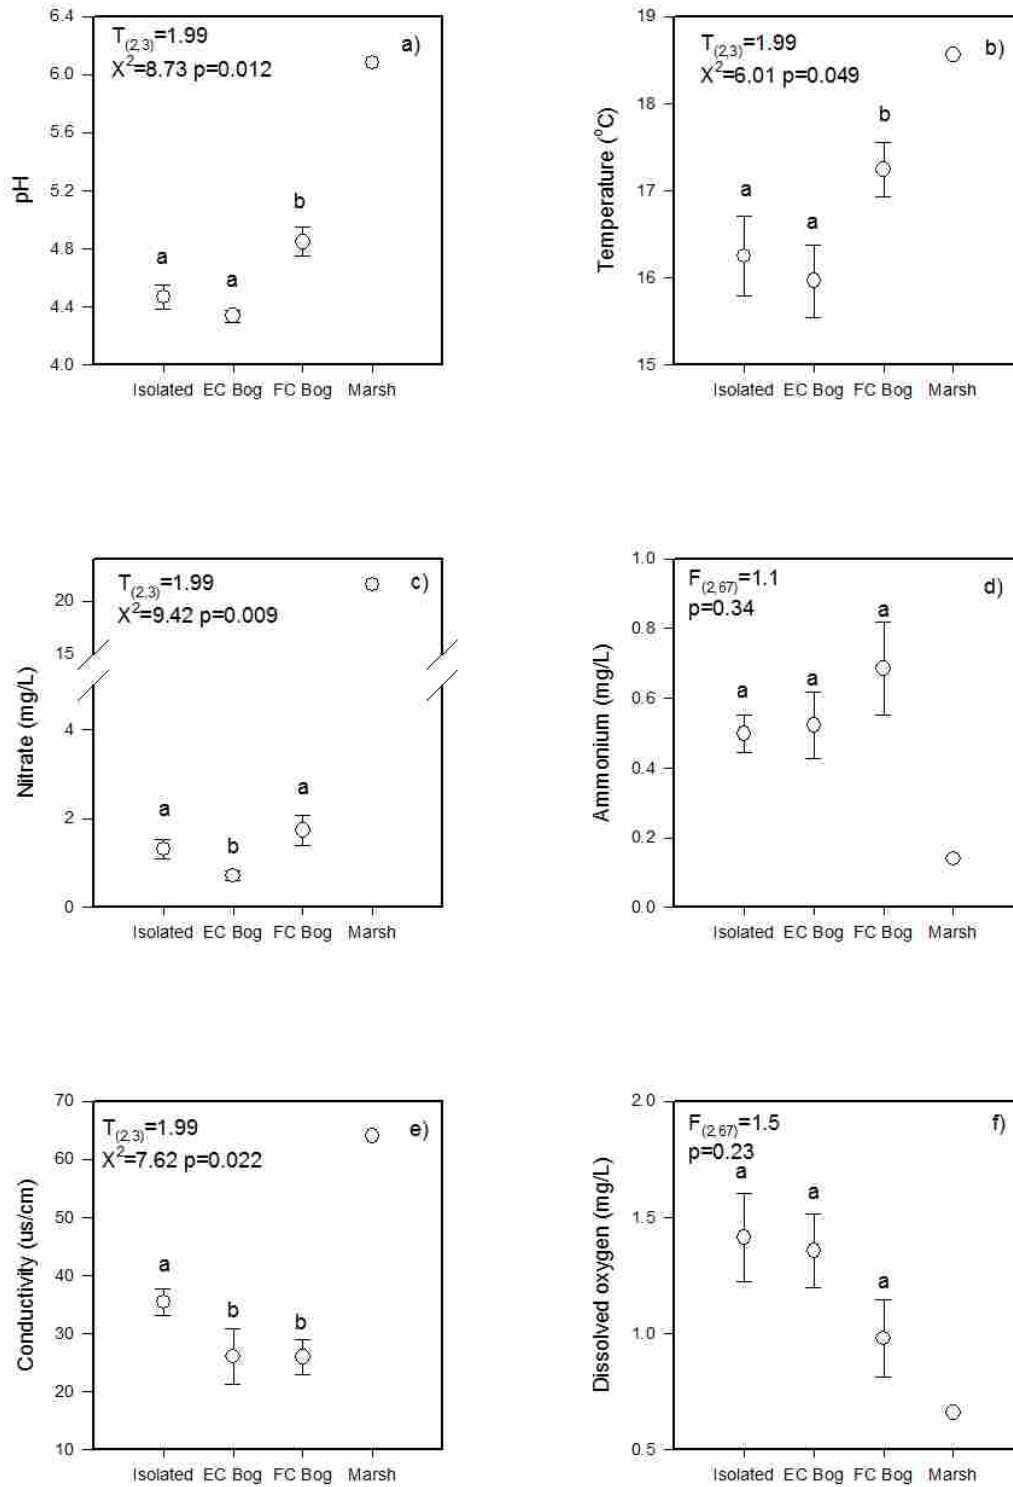 6.4
6.0
5.6
5.2
4.8
4.4
4.0
pH
T(2,3)=1.99
X2=8.73 p=0.012
a)
a
a
b
Isolated EC Bog FC Bog Marsh
19
18
17
16
15
Temperature (oC)
T(2,3)=1.99
X2=6.01 p=0.049
b)
a
a
b
Isolated EC Bog FC Bog Marsh
20
15
4
2
0
Nitrate (mg/L)
T(2,3)=1.99
X2=9.42 p=0.009
c)
a
b
a
Isolated EC Bog FC Bog Marsh
1.0
0.8
0.6
0.4
0.2
0.0
Ammonium (mg/L)
F(2,67)=1.1
p=0.34
d)
a
a
a
Isolated EC Bog FC Bog Marsh
70
60
50
40
30
20
10
Conductivity (us/cm)
T(2,3)=1.99
X2=7.62 p=0.022
e)
a
b
b
Isolated EC Bog FC Bog Marsh
2.0
1.5
1.0
0.5
Dissolved oxygen (mg/L)
F(2,67)=1.5
p=0.23
f)
a
a
a
Isolated EC Bog FC Bog Marsh